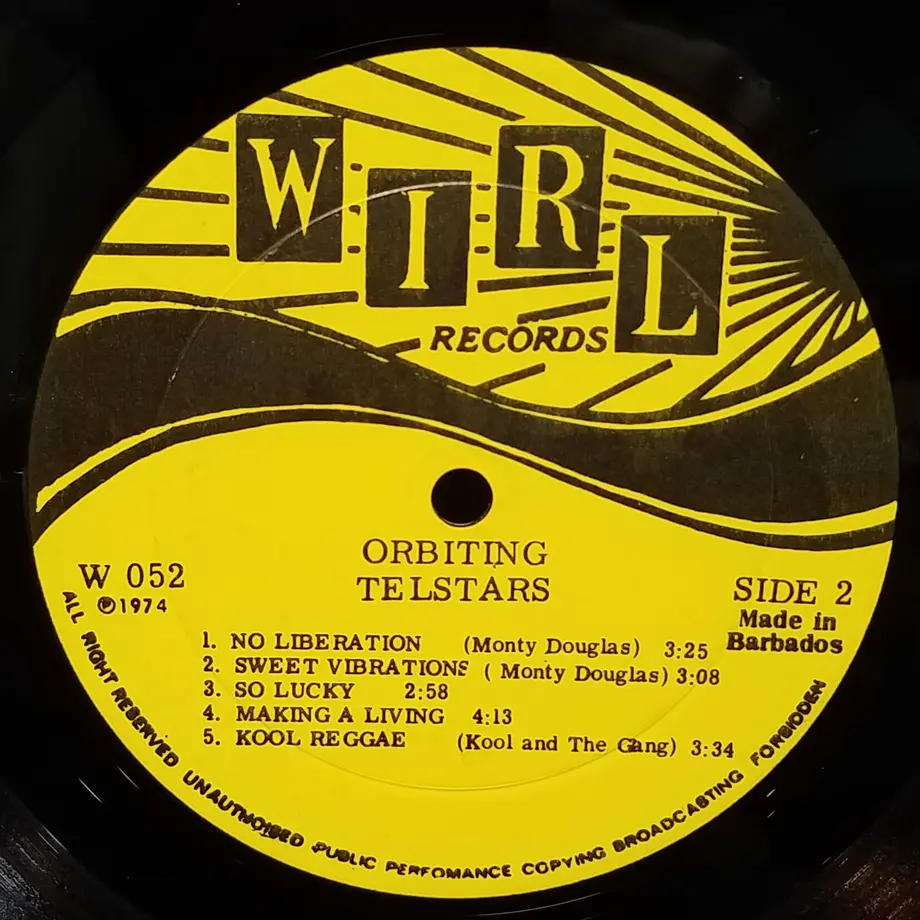 WIRL
RECORDS
ORBITING
TELSTARS
W 052
℗1974
SIDE 2
Made in
Barbados
1. NO LIBERATION (Monty Douglas) 3:25
2. SWEET VIBRATIONS ( Monty Douglas) 3:08
3. SO LUCKY 2:58
4. MAKING A LIVING 4:13
5. KOOL REGGAE (Kool and The Gang) 3:34
ALL RIGHT RESERVED UNAUTHOISED PUBLIC PERFOMANCE COPYING BROADCASTING FORBIDDEN